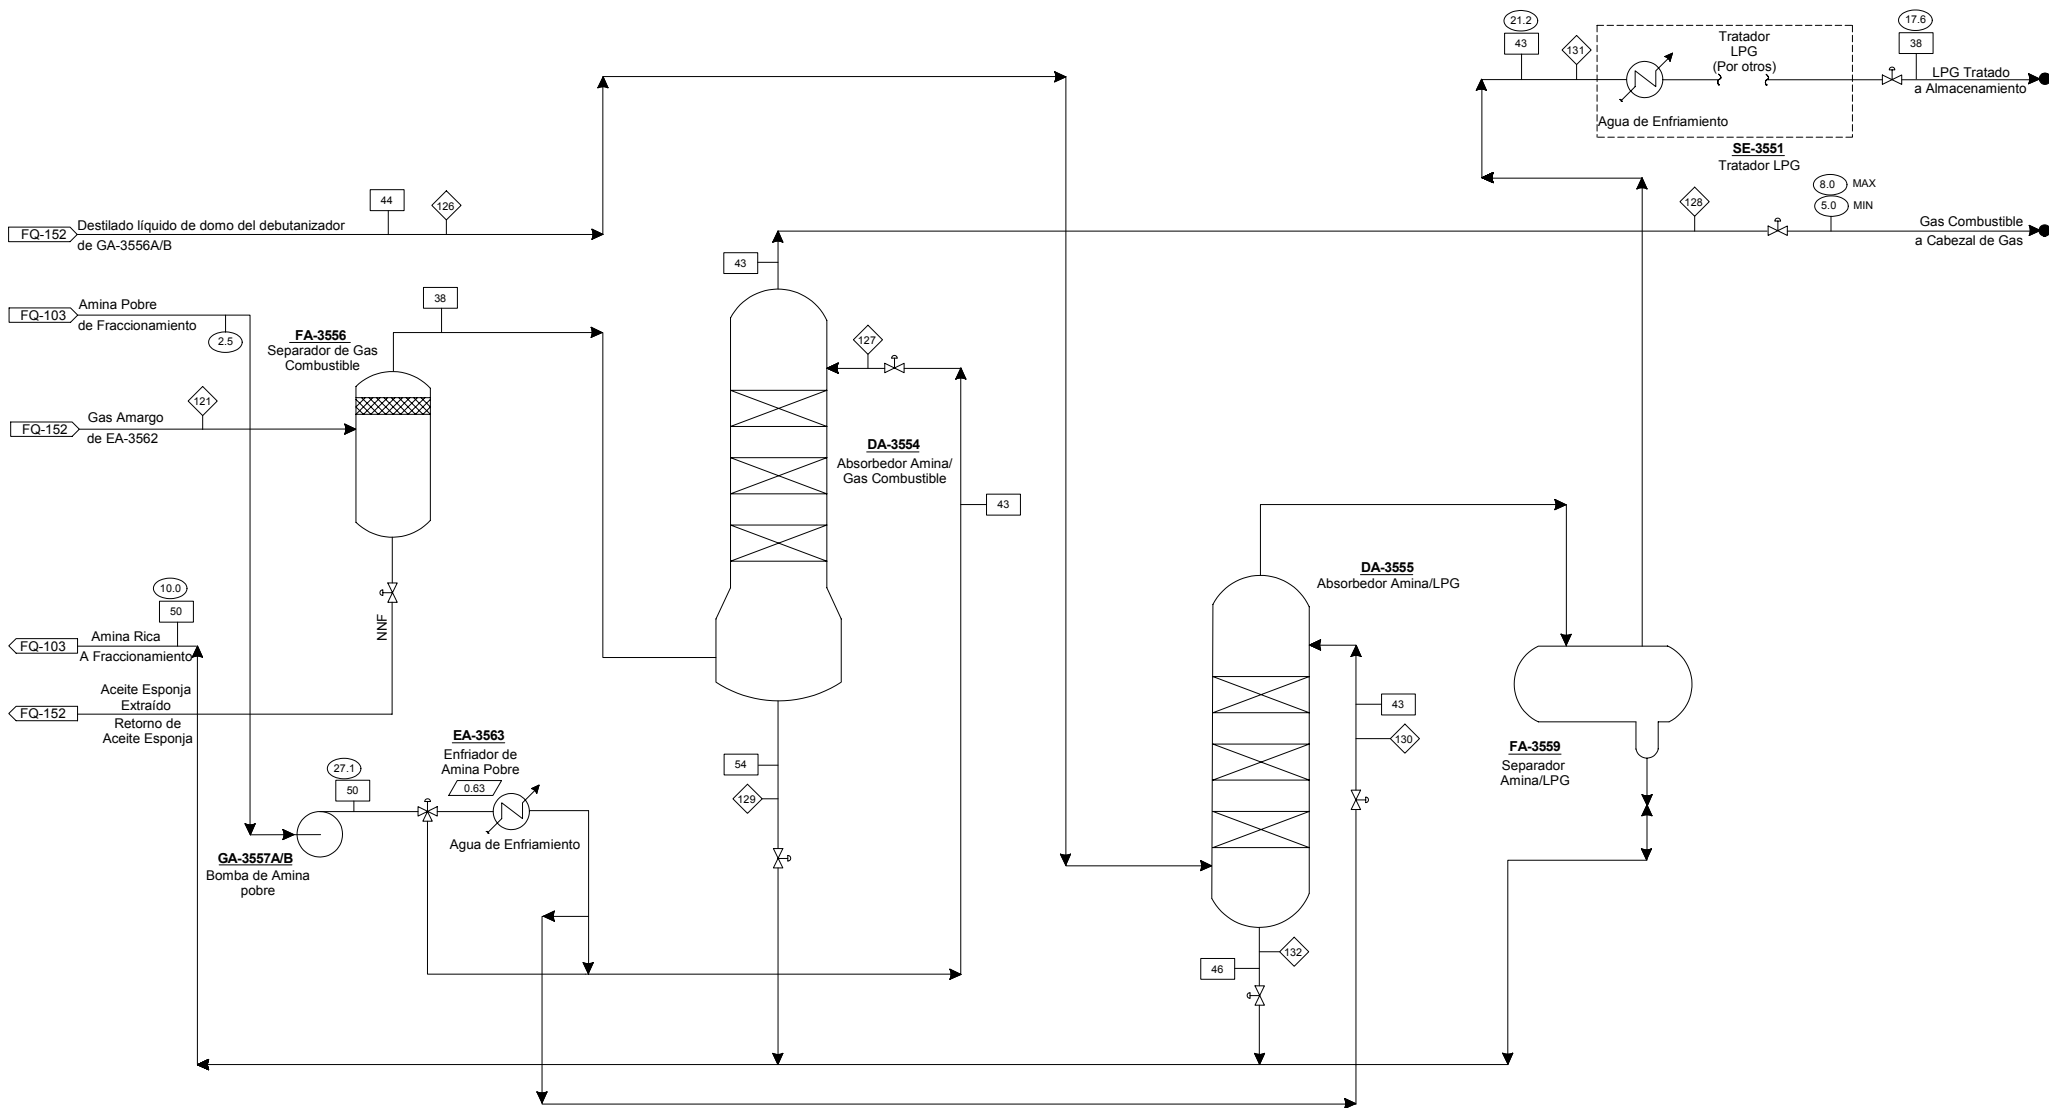 21.2
43
131
Tratador
LPG
(Por otros)
17.6
38
LPG Tratado
a Almacenamiento
Agua de Enfriamiento
SE-3551
Tratador LPG
44
126
128
8.0 MAX
5.0 MIN
FQ-152
Destilado líquido de domo del debutanizador
de GA-3556A/B
Gas Combustible
a Cabezal de Gas
43
38
FQ-103
Amina Pobre
de Fraccionamiento
2.5
FA-3556
Separador de Gas
Combustible
127
121
FQ-152
Gas Amargo
de EA-3562
DA-3554
Absorbedor Amina/
Gas Combustible
43
DA-3555
Absorbedor Amina/LPG
10.0
50
NNF
FQ-103
Amina Rica
A Fraccionamiento
FQ-152
Aceite Esponja
Extraído
Retorno de
Aceite Esponja
43
130
EA-3563
Enfriador de
Amina Pobre
0.63
27.1
50
54
129
FA-3559
Separador
Amina/LPG
Agua de Enfriamiento
GA-3557A/B
Bomba de Amina
pobre
132
46